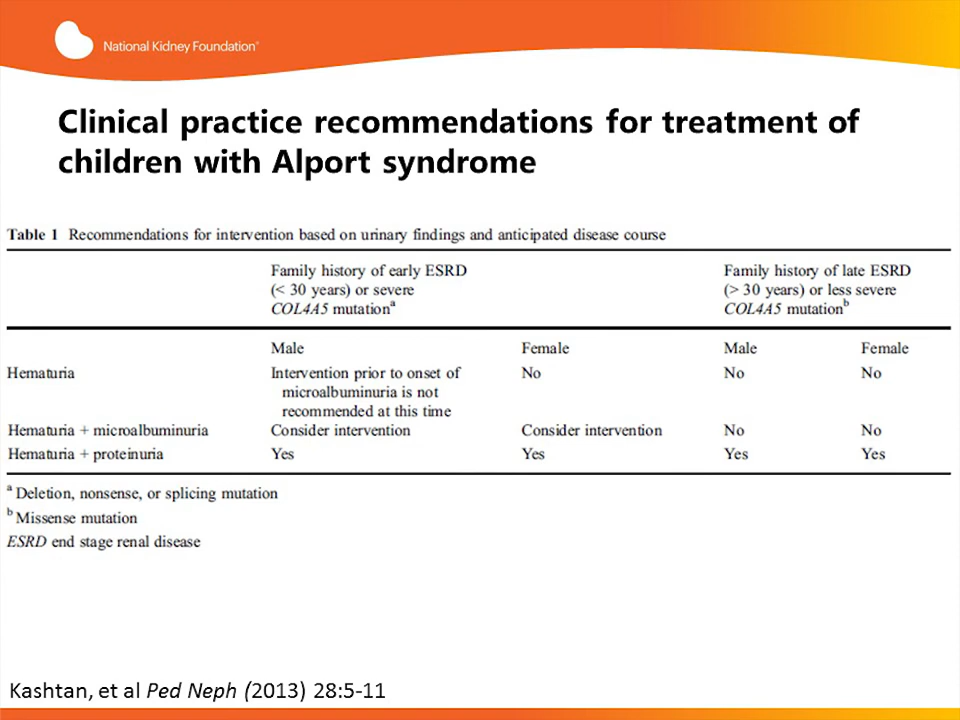 National Kidney Foundation®
Clinical practice recommendations for treatment of
children with Alport syndrome
Table 1 Recommendations for intervention based on urinary findings and anticipated disease course
Family history of early ESRD
(< 30 years) or severe
COL4A5 mutationᵃ
Family history of late ESRD
(> 30 years) or less severe
COL4A5 mutationᵇ
Male Female Male Female
Hematuria Intervention prior to onset of No No No
microalbuminuria is not
recommended at this time
Hematuria + microalbuminuria Consider intervention Consider intervention No No
Hematuria + proteinuria Yes Yes Yes Yes
ᵃ Deletion, nonsense, or splicing mutation
ᵇ Missense mutation
ESRD end stage renal disease
Kashtan, et al Ped Neph (2013) 28:5-11